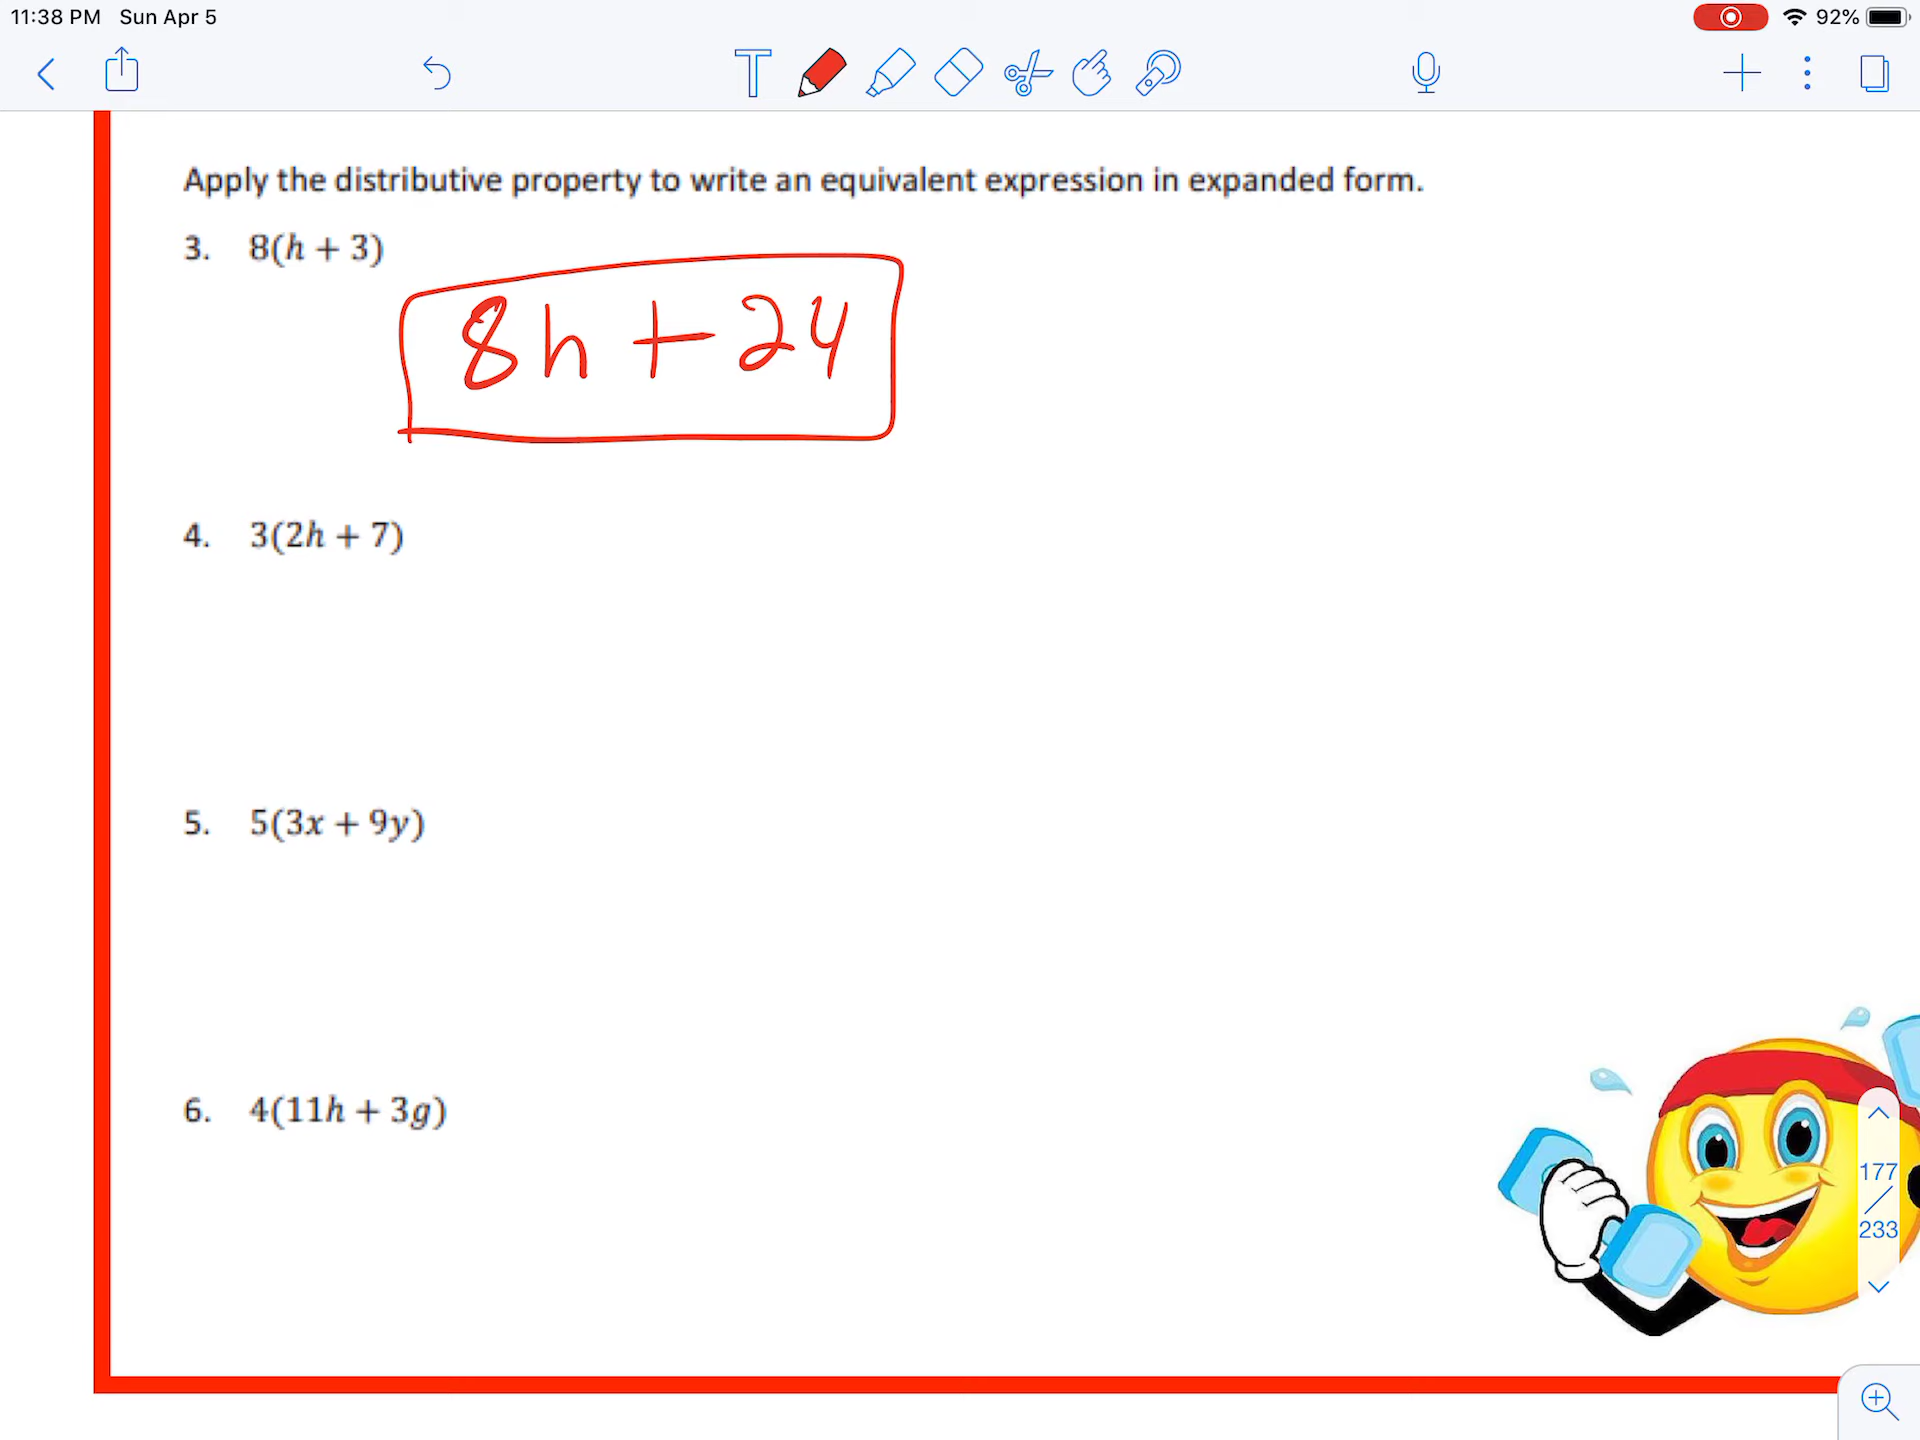 11:38 PM Sun Apr 5
92%
T
Apply the distributive property to write an equivalent expression in expanded form.
3. 8(h + 3)
8h + 24
4. 3(2h + 7)
5. 5(3x + 9y)
6. 4(11h + 3g)
177
/
233